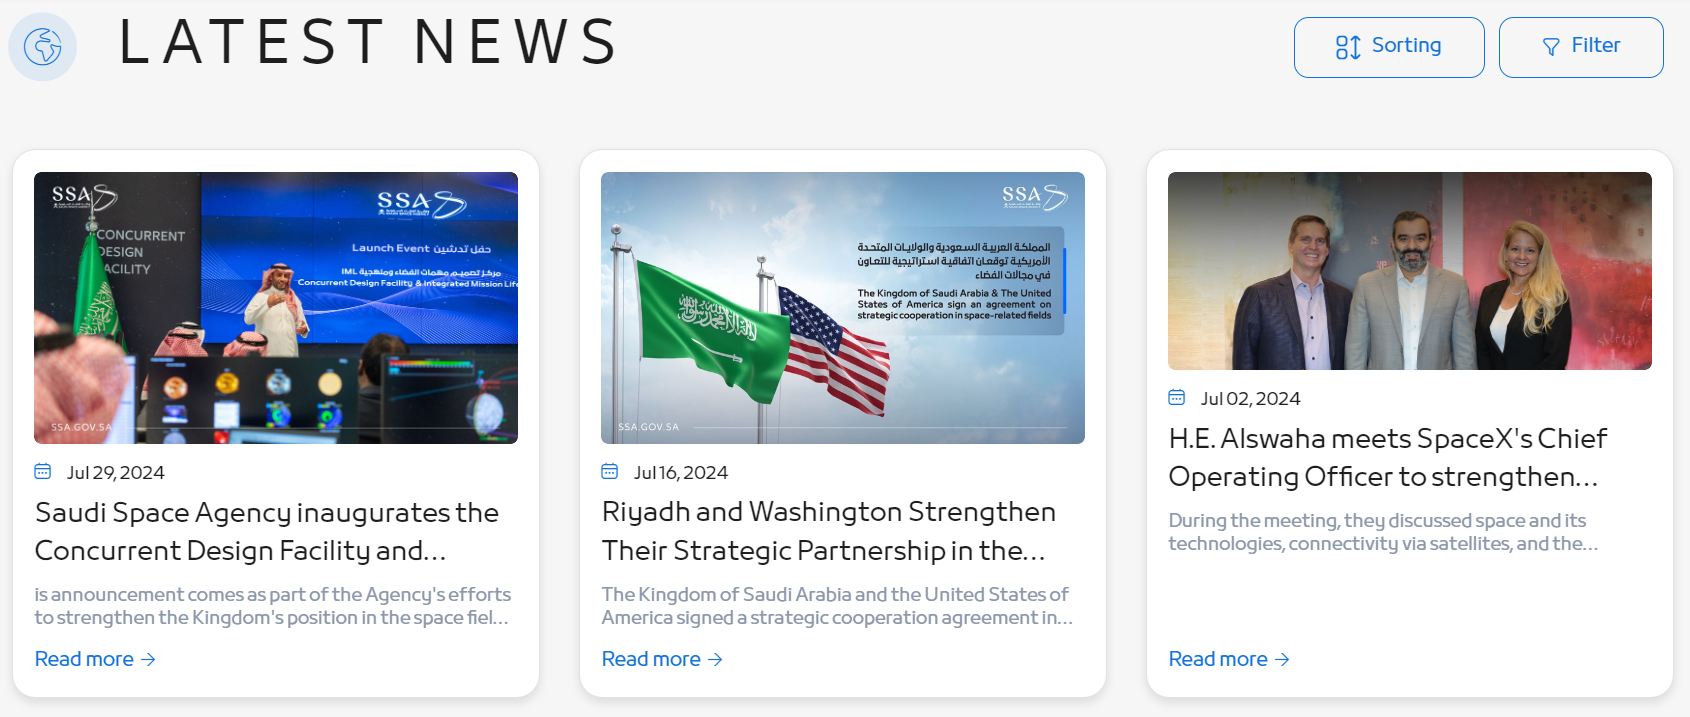 LATEST NEWS
Sorting
Filter
SSA
CONCURRENT
DESIGN
FACILITY
SSA
Launch Event حفل تدشين
مركز تصميم مهمات الفضاء ومنهجية IML
Concurrent Design Facility & Integrated Mission Life
SSA.GOV.SA
Jul 29, 2024
Saudi Space Agency inaugurates the
Concurrent Design Facility and...
is announcement comes as part of the Agency's efforts
to strengthen the Kingdom's position in the space fiel...
Read more
SSA
المملكة العربية السعودية والولايات المتحدة
الأمريكية توقعان اتفاقية استراتيجية للتعاون
في مجالات الفضاء
The Kingdom of Saudi Arabia & The United
States of America sign an agreement on
strategic cooperation in space-related fields
SSA.GOV.SA
Jul 16, 2024
Riyadh and Washington Strengthen
Their Strategic Partnership in the...
The Kingdom of Saudi Arabia and the United States of
America signed a strategic cooperation agreement in...
Read more
Jul 02, 2024
H.E. Alswaha meets SpaceX's Chief
Operating Officer to strengthen...
During the meeting, they discussed space and its
technologies, connectivity via satellites, and the...
Read more